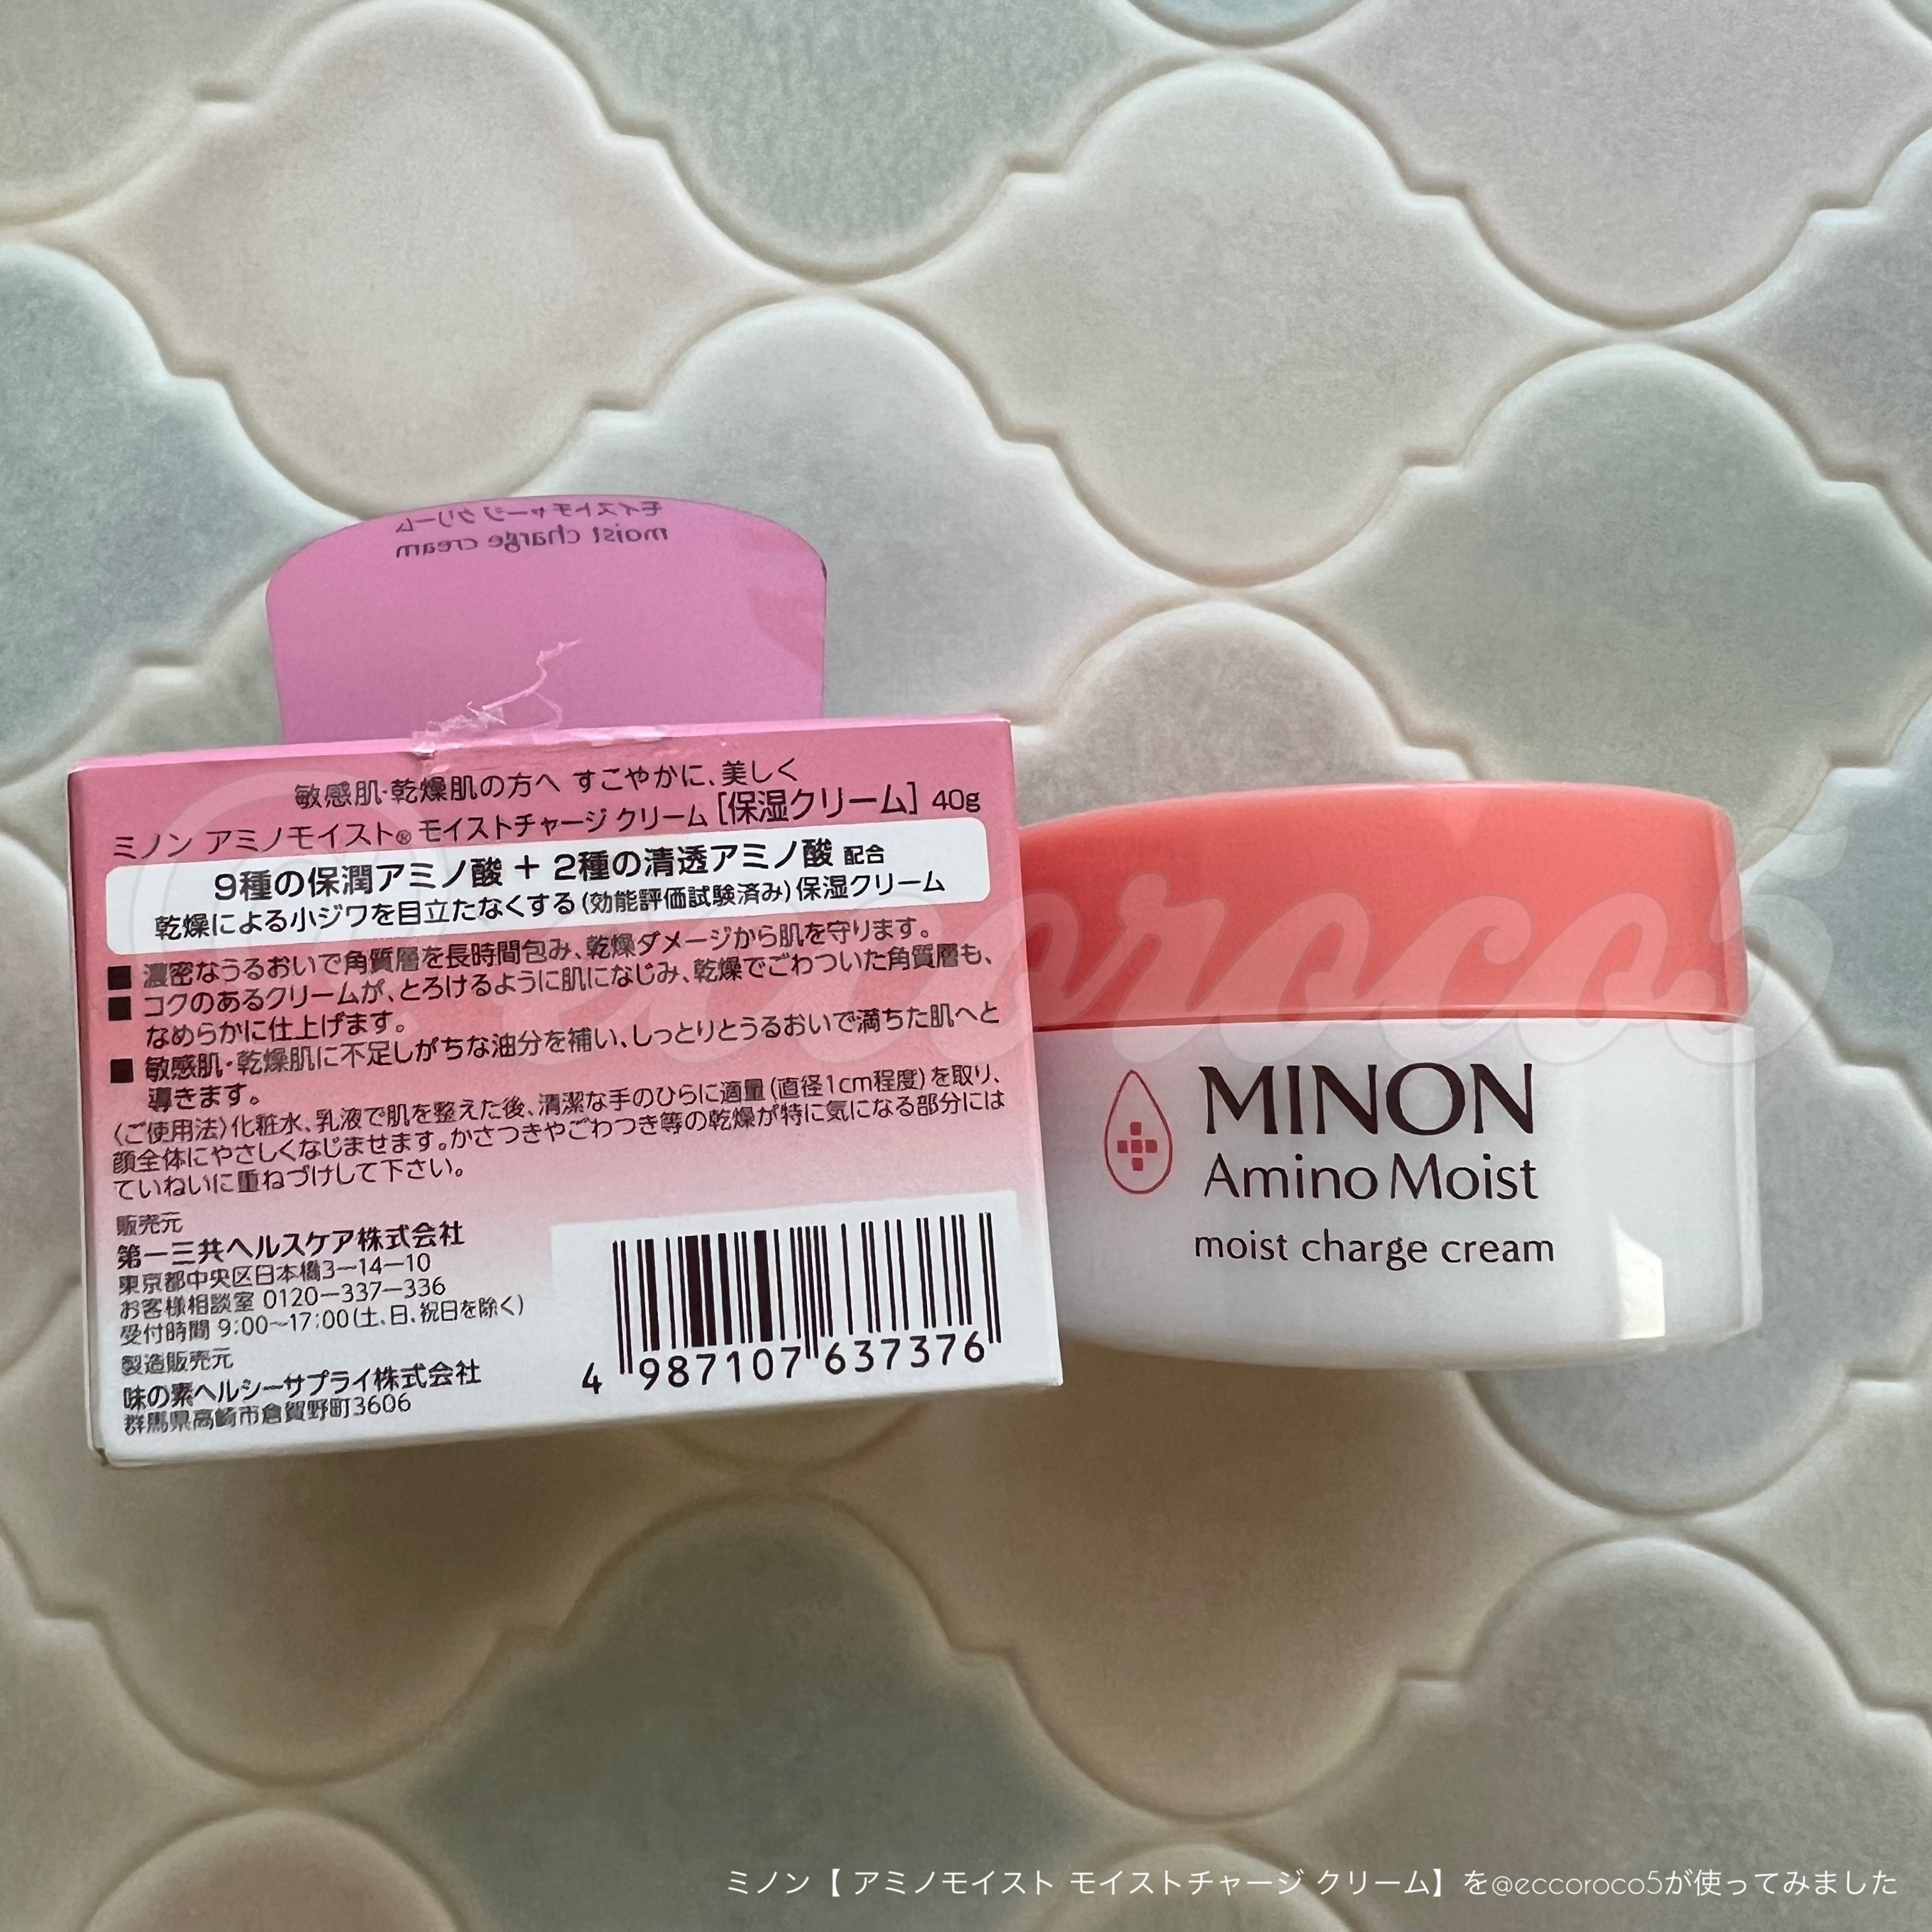 モイストチャージ クリーム
moist charge cream
敏感肌・乾燥肌の方へ すこやかに、美しく
ミノン アミノモイスト® モイストチャージ クリーム [保湿クリーム] 40g
9種の保潤アミノ酸 + 2種の清透アミノ酸 配合
乾燥による小ジワを目立たなくする(効能評価試験済み)保湿クリーム
■ 濃密なうるおいで角質層を長時間包み、乾燥ダメージから肌を守ります。
■ コクのあるクリームが、とろけるように肌になじみ、乾燥でごわついた角質層も、
なめらかに仕上げます。
■ 敏感肌・乾燥肌に不足しがちな油分を補い、しっとりとうるおいで満ちた肌へと
導きます。
〈ご使用法〉化粧水、乳液で肌を整えた後、清潔な手のひらに適量(直径1cm程度)を取り、
顔全体にやさしくなじませます。かさつきやごわつき等の乾燥が特に気になる部分には
ていねいに重ねづけして下さい。
販売元
第一三共ヘルスケア株式会社
東京都中央区日本橋3-14-10
お客様相談室 0120-337-336
受付時間 9:00~17:00(土、日、祝日を除く)
製造販売元
味の素ヘルシーサプライ株式会社
群馬県高崎市倉賀野町3606
4 987107 637376
MINON
Amino Moist
moist charge cream
@eccoroco5
ミノン【 アミノモイスト モイストチャージ クリーム】を@eccoroco5が使ってみました